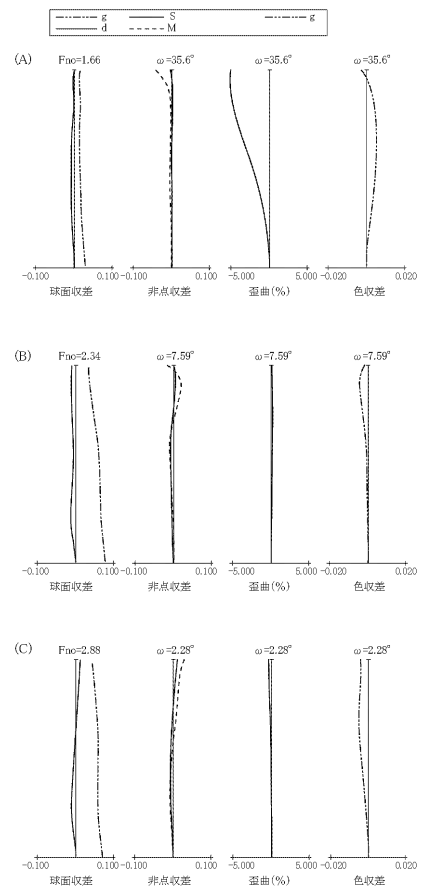 g S g
d M
(A) Fno=1.66 ω=35.6° ω=35.6° ω=35.6°
-0.100 0.100 -0.100 0.100 -5.000 5.000 -0.020 0.020
球面収差 非点収差 歪曲(%) 色収差
(B) Fno=2.34 ω=7.59° ω=7.59° ω=7.59°
-0.100 0.100 -0.100 0.100 -5.000 5.000 -0.020 0.020
球面収差 非点収差 歪曲(%) 色収差
(C) Fno=2.88 ω=2.28° ω=2.28° ω=2.28°
-0.100 0.100 -0.100 0.100 -5.000 5.000 -0.020 0.020
球面収差 非点収差 歪曲(%) 色収差